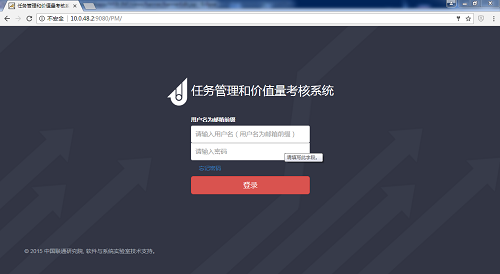 任务管理和价值量考核系统
不安全 10.0.48.2:9080/PM/
任务管理和价值量考核系统
用户名为邮箱前缀
请输入用户名（用户名为邮箱前缀）
请输入密码
请填写此字段。
忘记密码
登录
© 2015 中国联通研究院, 软件与系统实验室技术支持。